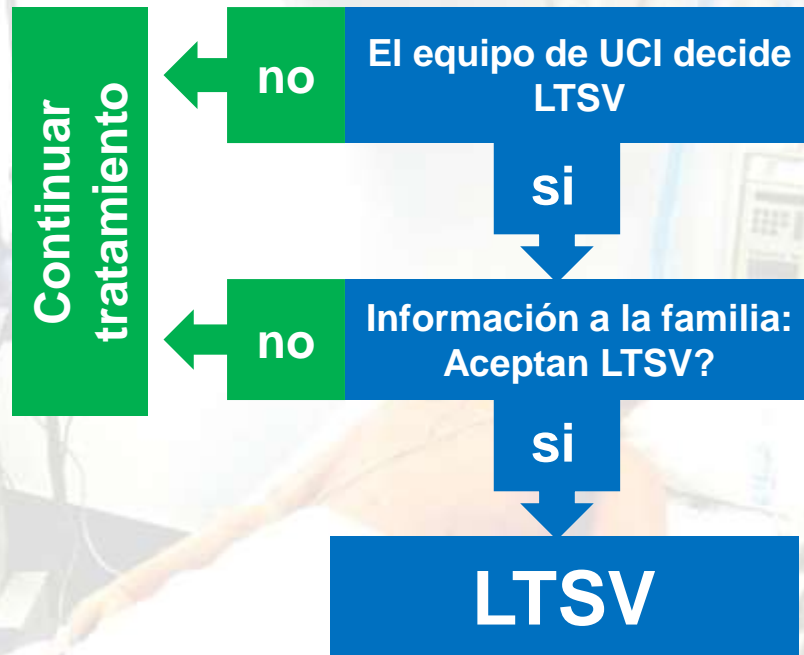 no
El equipo de UCI decide
LTSV
Continuar
tratamiento
si
no
Información a la familia:
Aceptan LTSV?
si
LTSV